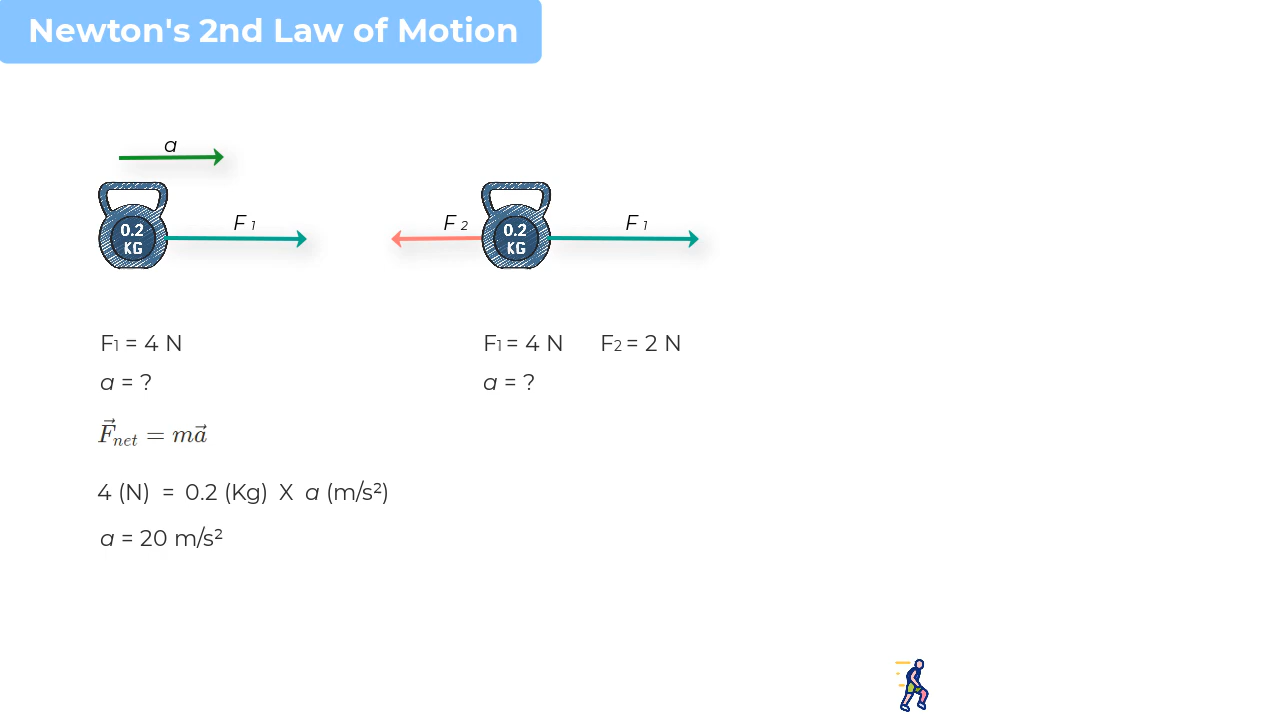 Newton's 2nd Law of Motion
a
F 1
0.2
KG
F 2
F 1
0.2
KG
F1 = 4 N
a = ?
F1 = 4 N F2 = 2 N
a = ?
F⃗net = ma⃗
4 (N) = 0.2 (Kg) X a (m/s²)
a = 20 m/s²